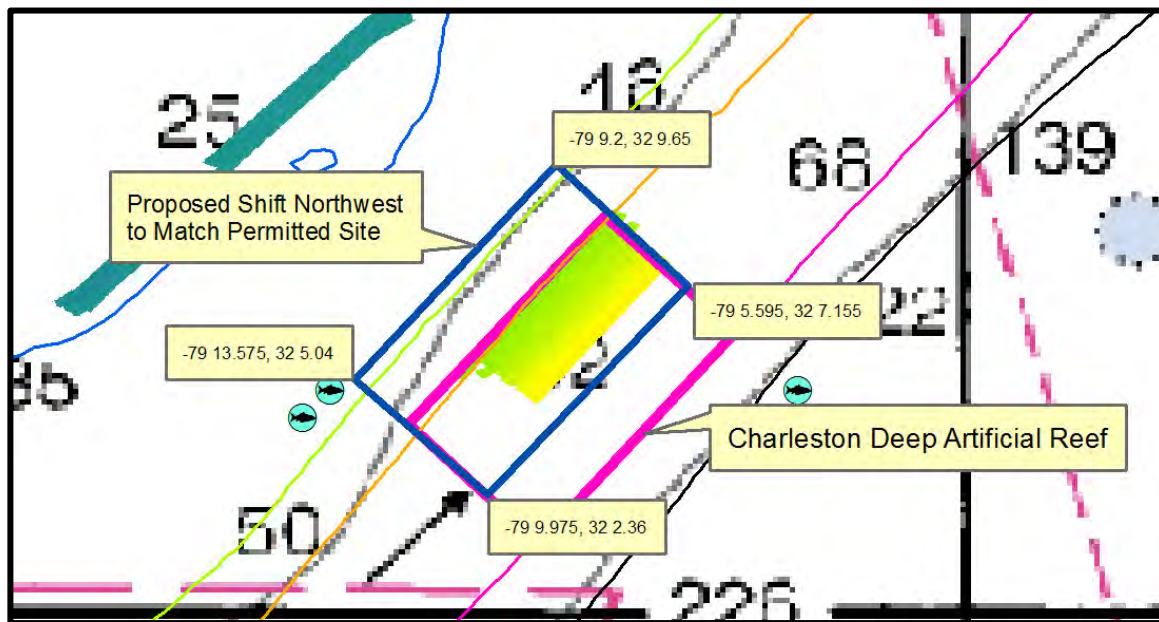 25
16
-79 9.2, 32 9.65
68
139
Proposed Shift Northwest
to Match Permitted Site
-79 5.595, 32 7.155
22
-79 13.575, 32 5.04
Charleston Deep Artificial Reef
50
-79 9.975, 32 2.36
226